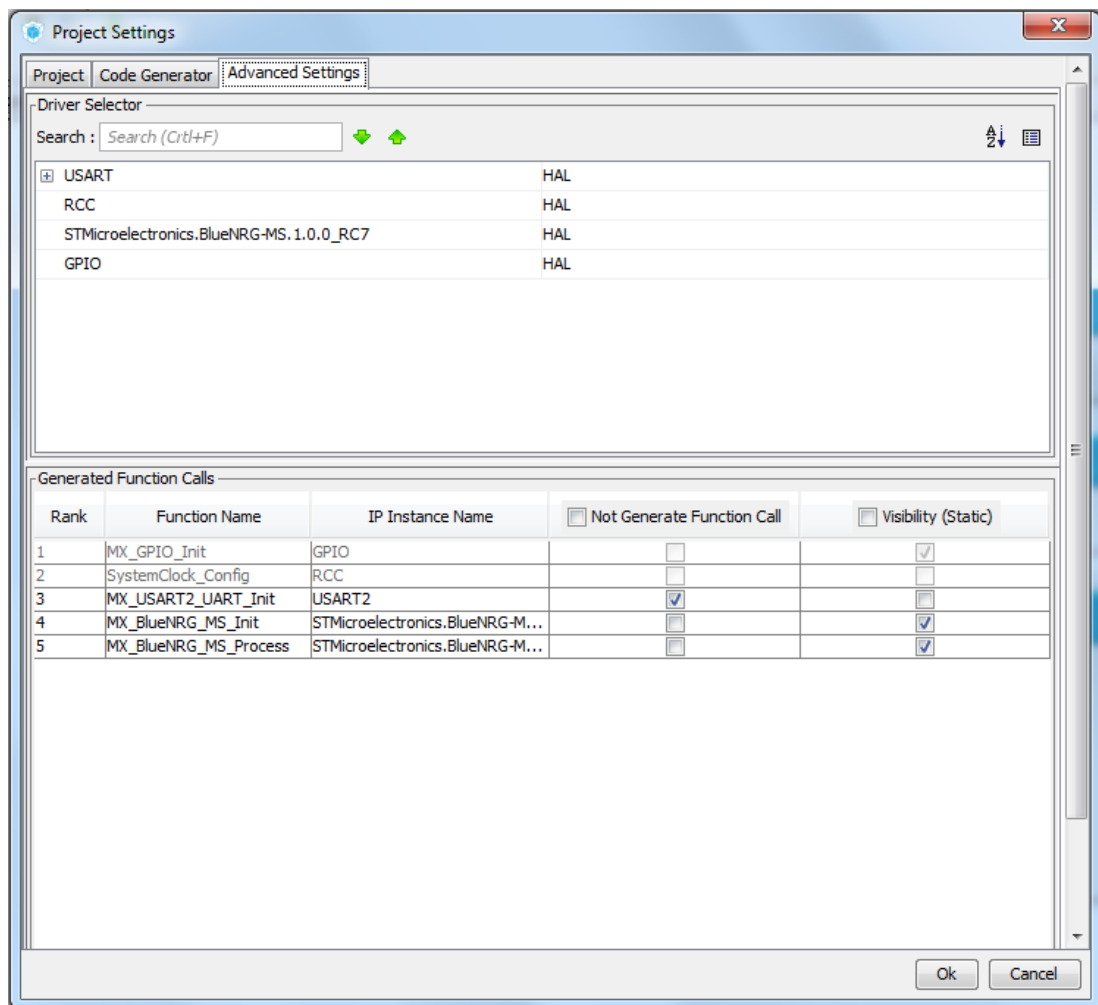 Project Settings
Project Code Generator Advanced Settings
Driver Selector
Search : Search (Crtl+F)
USART HAL
RCC HAL
STMicroelectronics.BlueNRG-MS.1.0.0_RC7 HAL
GPIO HAL
Generated Function Calls
Rank Function Name IP Instance Name Not Generate Function Call Visibility (Static)
1 MX_GPIO_Init GPIO
2 SystemClock_Config RCC
3 MX_USART2_UART_Init USART2
4 MX_BlueNRG_MS_Init STMicroelectronics.BlueNRG-M...
5 MX_BlueNRG_MS_Process STMicroelectronics.BlueNRG-M...
Ok Cancel